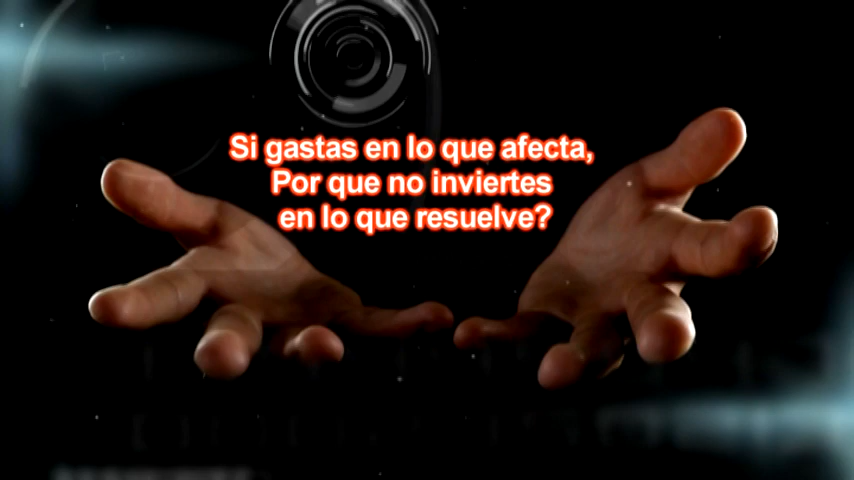 Si gastas en lo que afecta,
Por que no inviertes
en lo que resuelve?